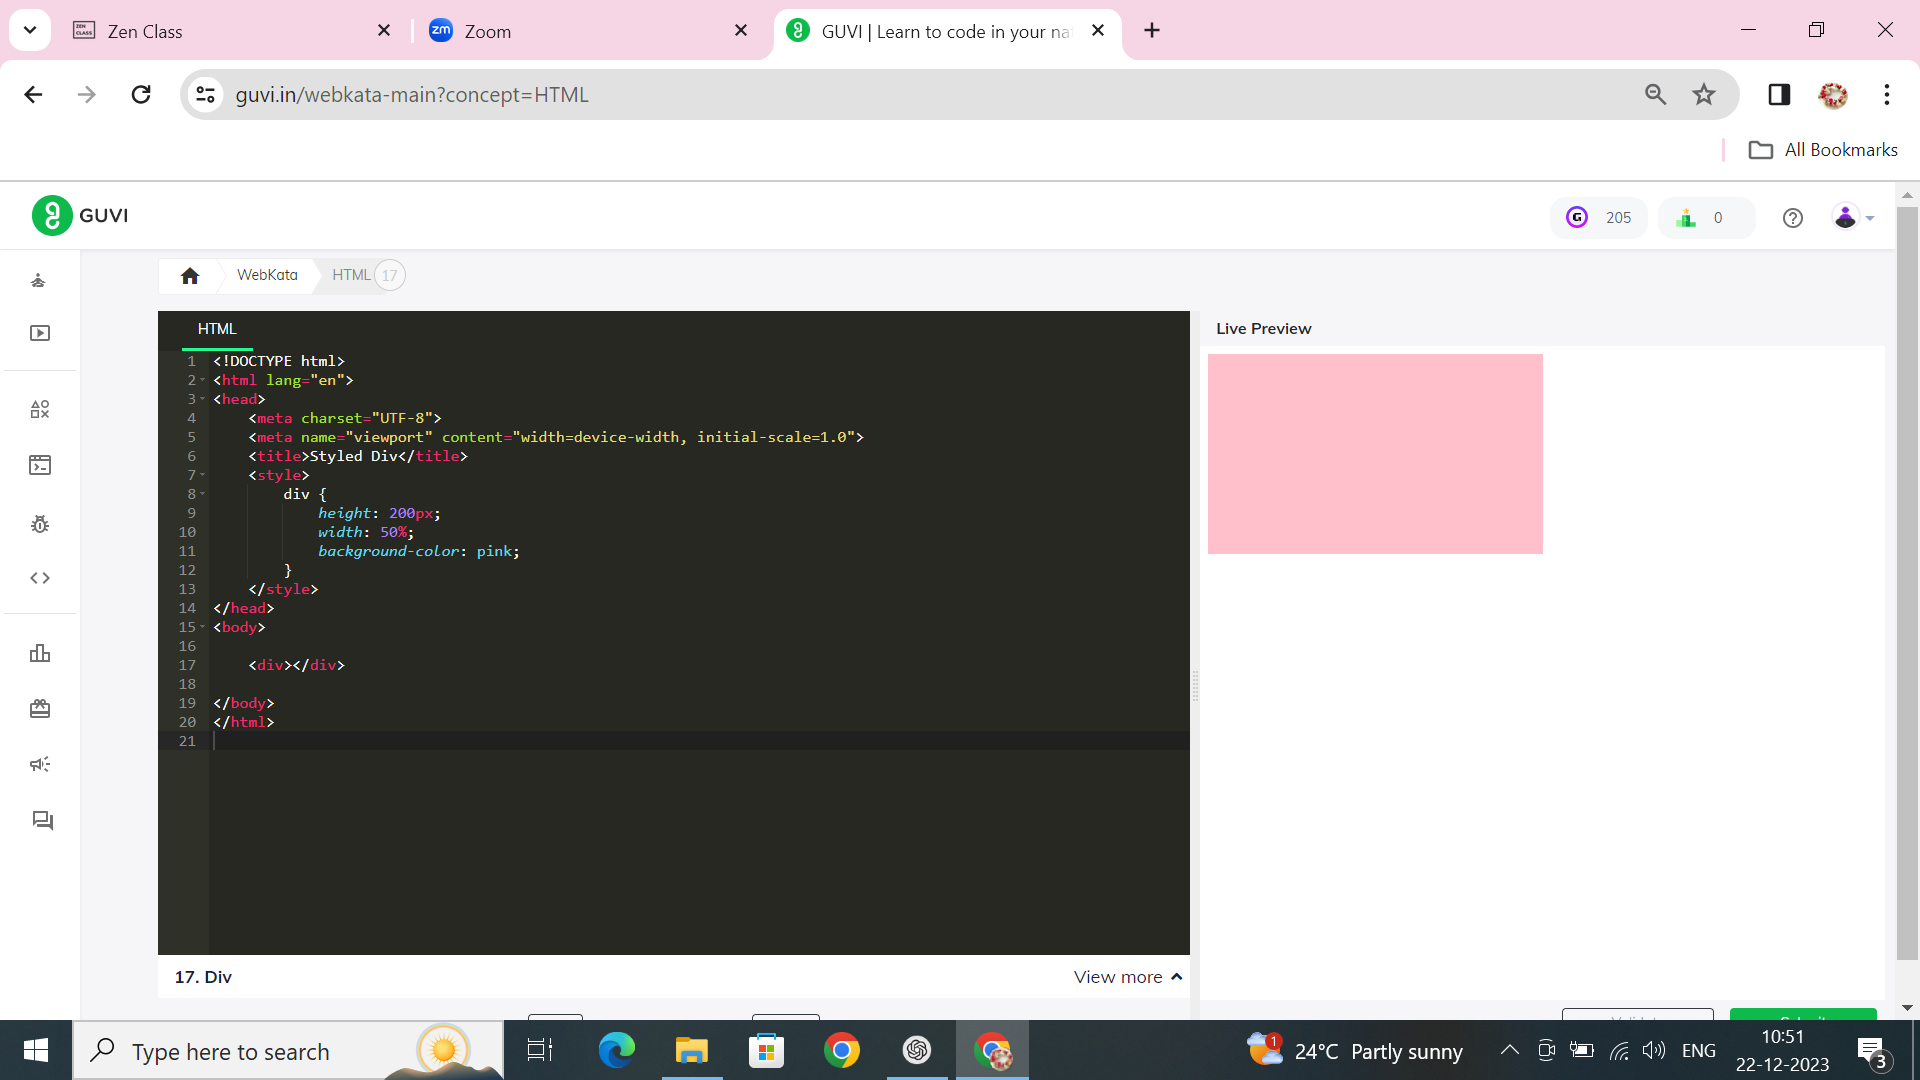 Zen Class
Zoom
GUVI | Learn to code in your na
guvi.in/webkata-main?concept=HTML
All Bookmarks
GUVI
205
0
WebKata
HTML
17
HTML
1 <!DOCTYPE html>
2 <html lang="en">
3 <head>
4 <meta charset="UTF-8">
5 <meta name="viewport" content="width=device-width, initial-scale=1.0">
6 <title>Styled Div</title>
7 <style>
8 div {
9 height: 200px;
10 width: 50%;
11 background-color: pink;
12 }
13 </style>
14 </head>
15 <body>
16
17 <div></div>
18
19 </body>
20 </html>
21
Live Preview
17. Div
View more
Type here to search
1
24°C Partly sunny
ENG
10:51
22-12-2023
3